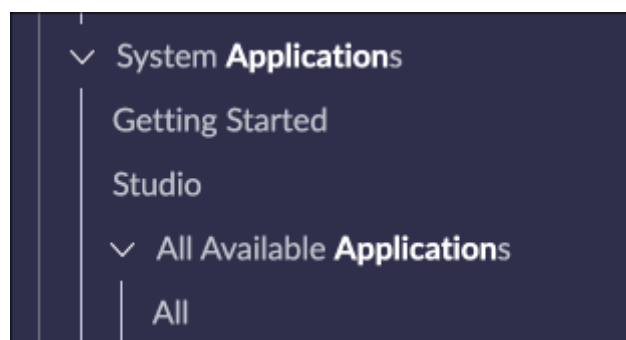 System Applications
Getting Started
Studio
All Available Applications
All